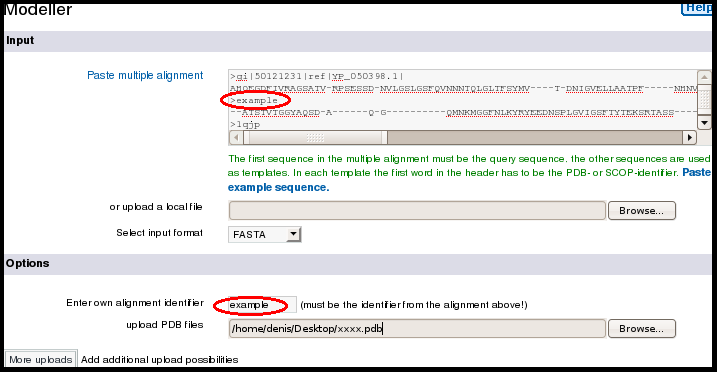 Modeller
Help
Input
Paste multiple alignment
>gi|50121231|ref|YP_050398.1|
AMQEGDFIVRAGSATV-RPSESSD-NVLGSLGSFQVNNNTQLGLTFSYMV----T-DNIGVELLAATPF-----NHNV
>example
--ATSTVTGGYAQSD-A-----Q-G--------QMNKMGGFNLKYRYEEDNSPLGVIGSFTYTEKSRTASS---
>1qjp
The first sequence in the multiple alignment must be the query sequence, the other sequences are used
as templates. In each template the first word in the header has to be the PDB- or SCOP-identifier. Paste
example sequence.
or upload a local file
Browse...
Select input format
FASTA
Options
Enter own alignment identifier
example
(must be the identifier from the alignment above!)
upload PDB files
/home/denis/Desktop/xxxx.pdb
Browse...
More uploads
Add additional upload possibilities